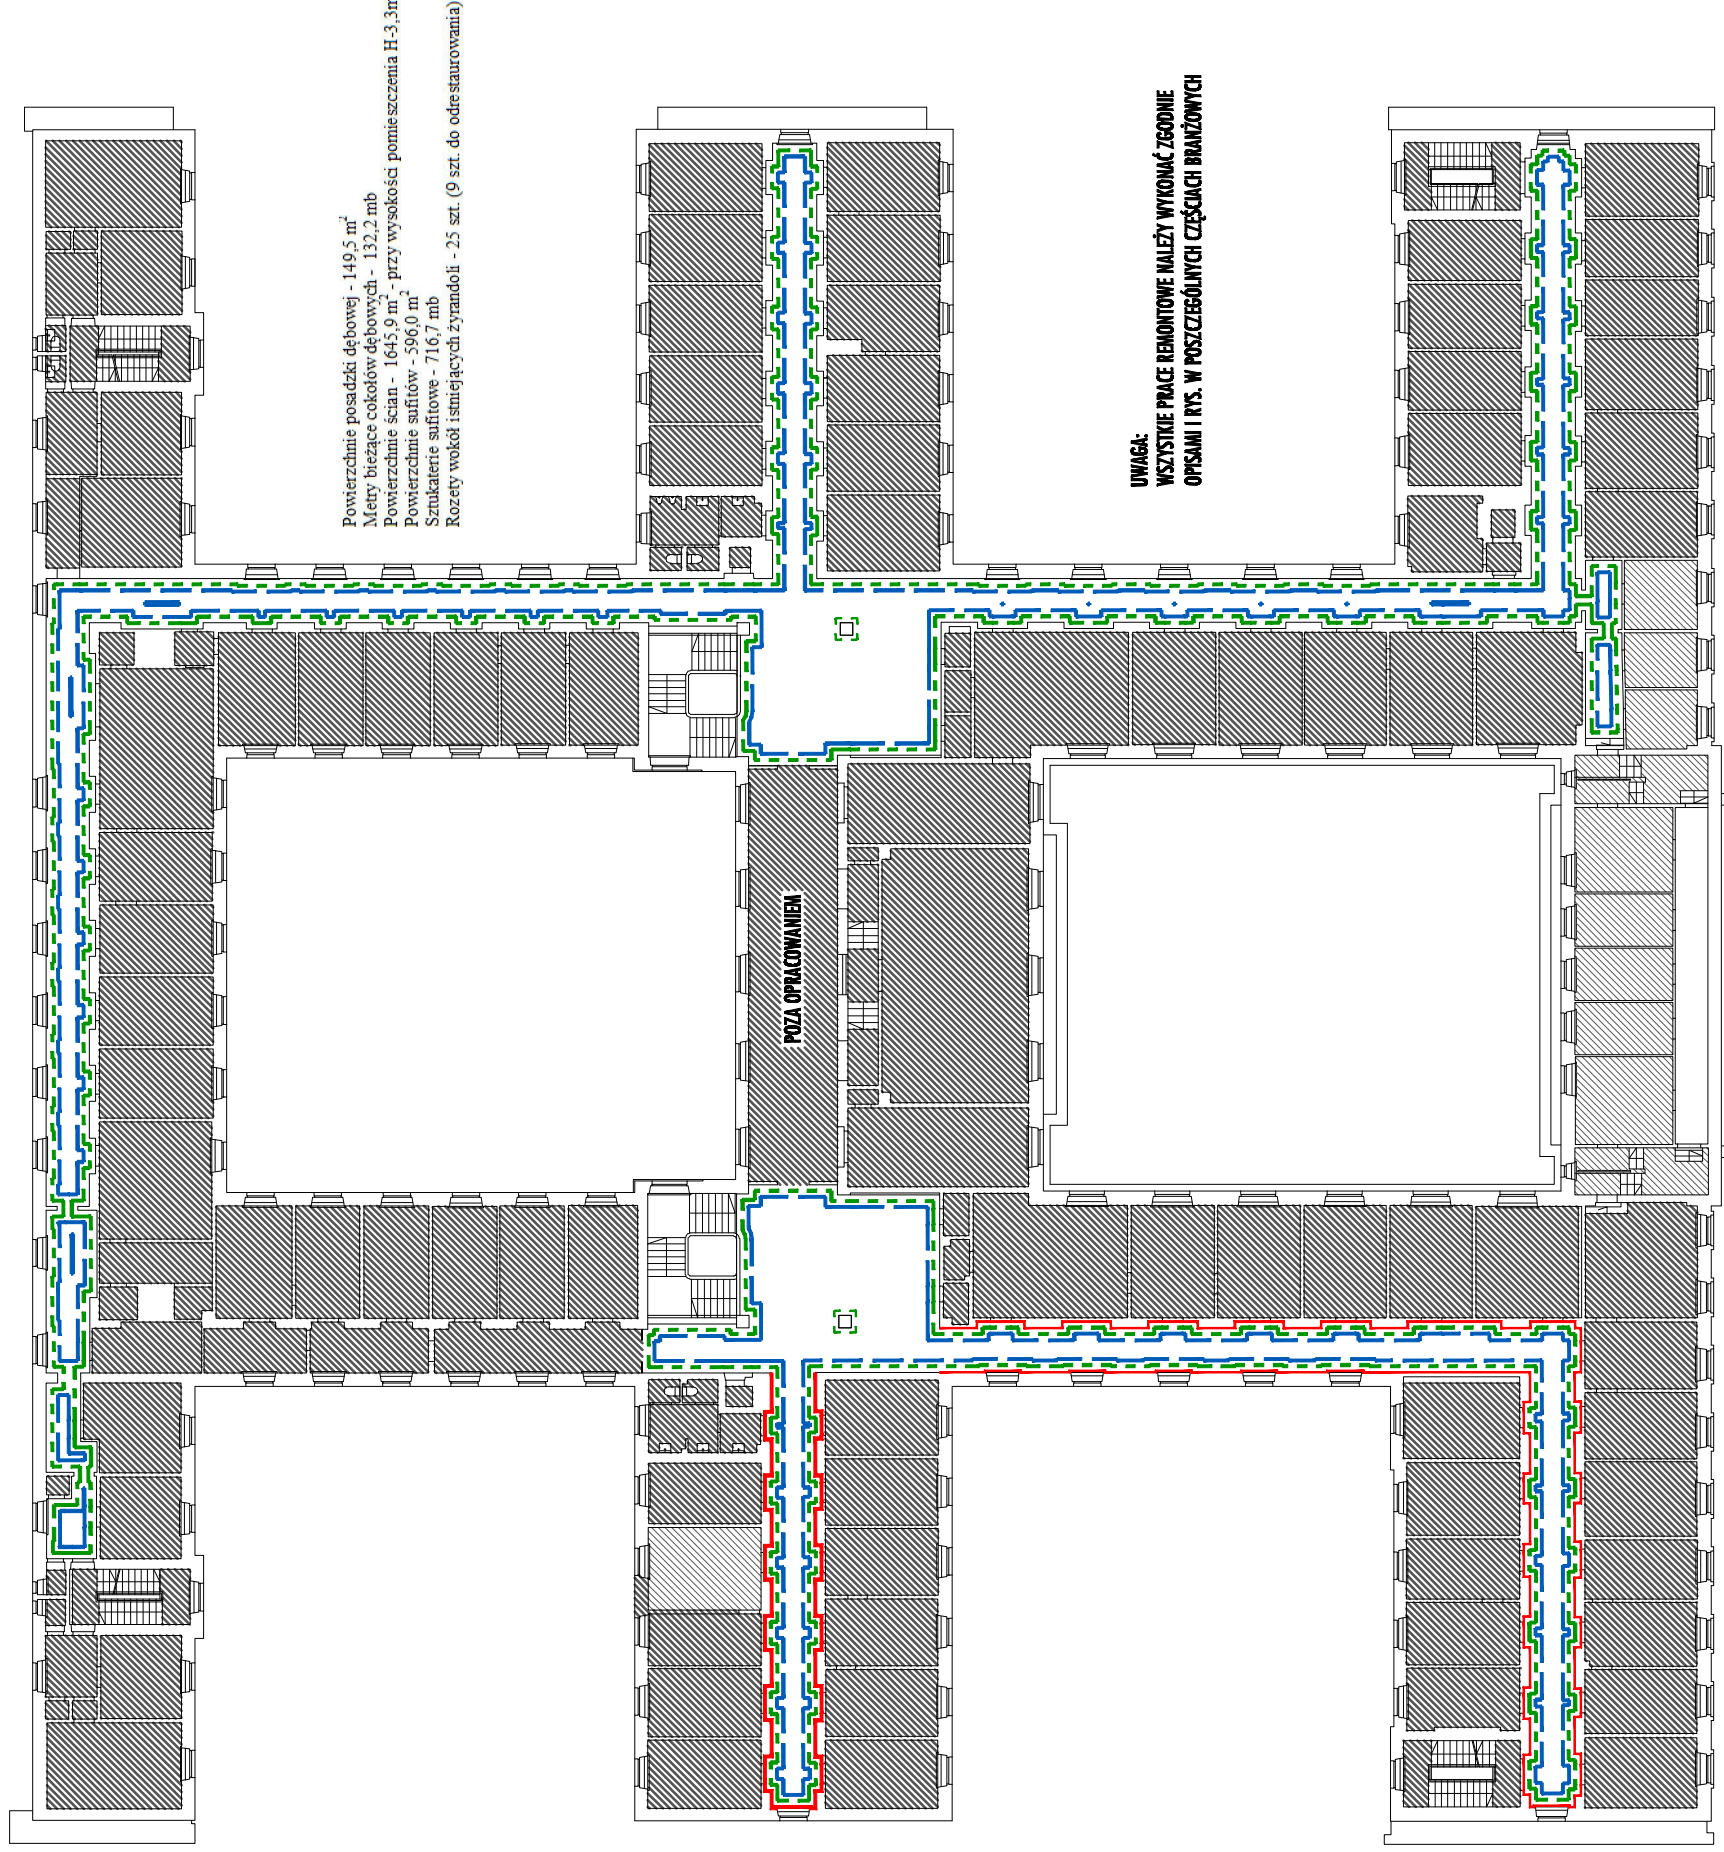 Powierzchnie posadzki dębowej - 149,5 m²
Metry bieżące cokołów dębowych - 132,2 mb
Powierzchnie ścian - 1645,9 m² - przy wysokości pomieszczenia H-3,3m
Powierzchnie sufitów - 596,0 m²
Sztukaterie sufitowe - 716,7 mb
Rozety wokół istniejących żyrandoli - 25 szt. (9 szt. do odrestaurowania)
UWAGA:
WSZYSTKIE PRACE REMONTOWE NALEŻY WYKONAĆ ZGODNIE
OPISAMI I RYS. W POSZCZEGÓLNYCH CZĘŚCIACH BRANŻOWYCH
POZA OPRACOWANIEM